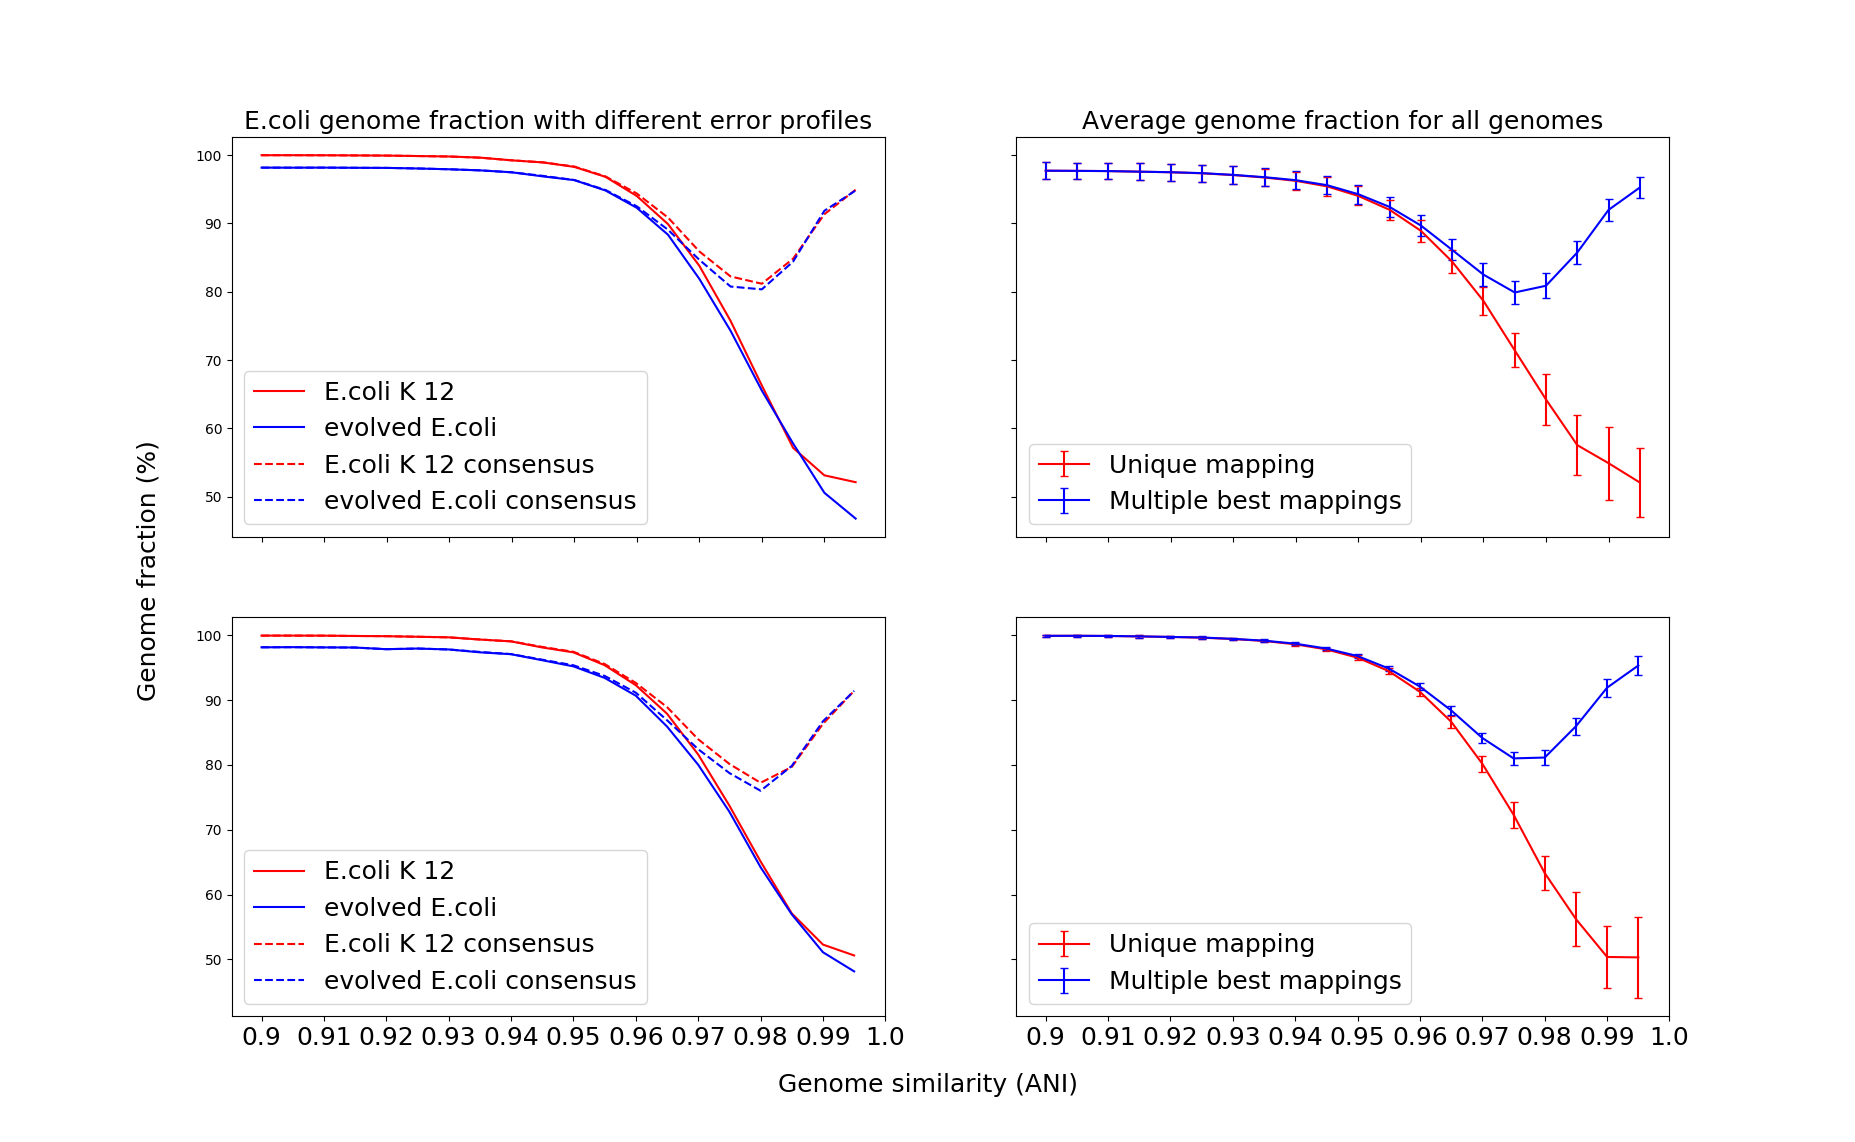 E.coli genome fraction with different error profiles
100
90
80
70
60
50
E.coli K 12
evolved E.coli
E.coli K 12 consensus
evolved E.coli consensus
Average genome fraction for all genomes
Unique mapping
Multiple best mappings
Genome fraction (%)
100
90
80
70
60
50
E.coli K 12
evolved E.coli
E.coli K 12 consensus
evolved E.coli consensus
0.9 0.91 0.92 0.93 0.94 0.95 0.96 0.97 0.98 0.99 1.0
Unique mapping
Multiple best mappings
0.9 0.91 0.92 0.93 0.94 0.95 0.96 0.97 0.98 0.99 1.0
Genome similarity (ANI)